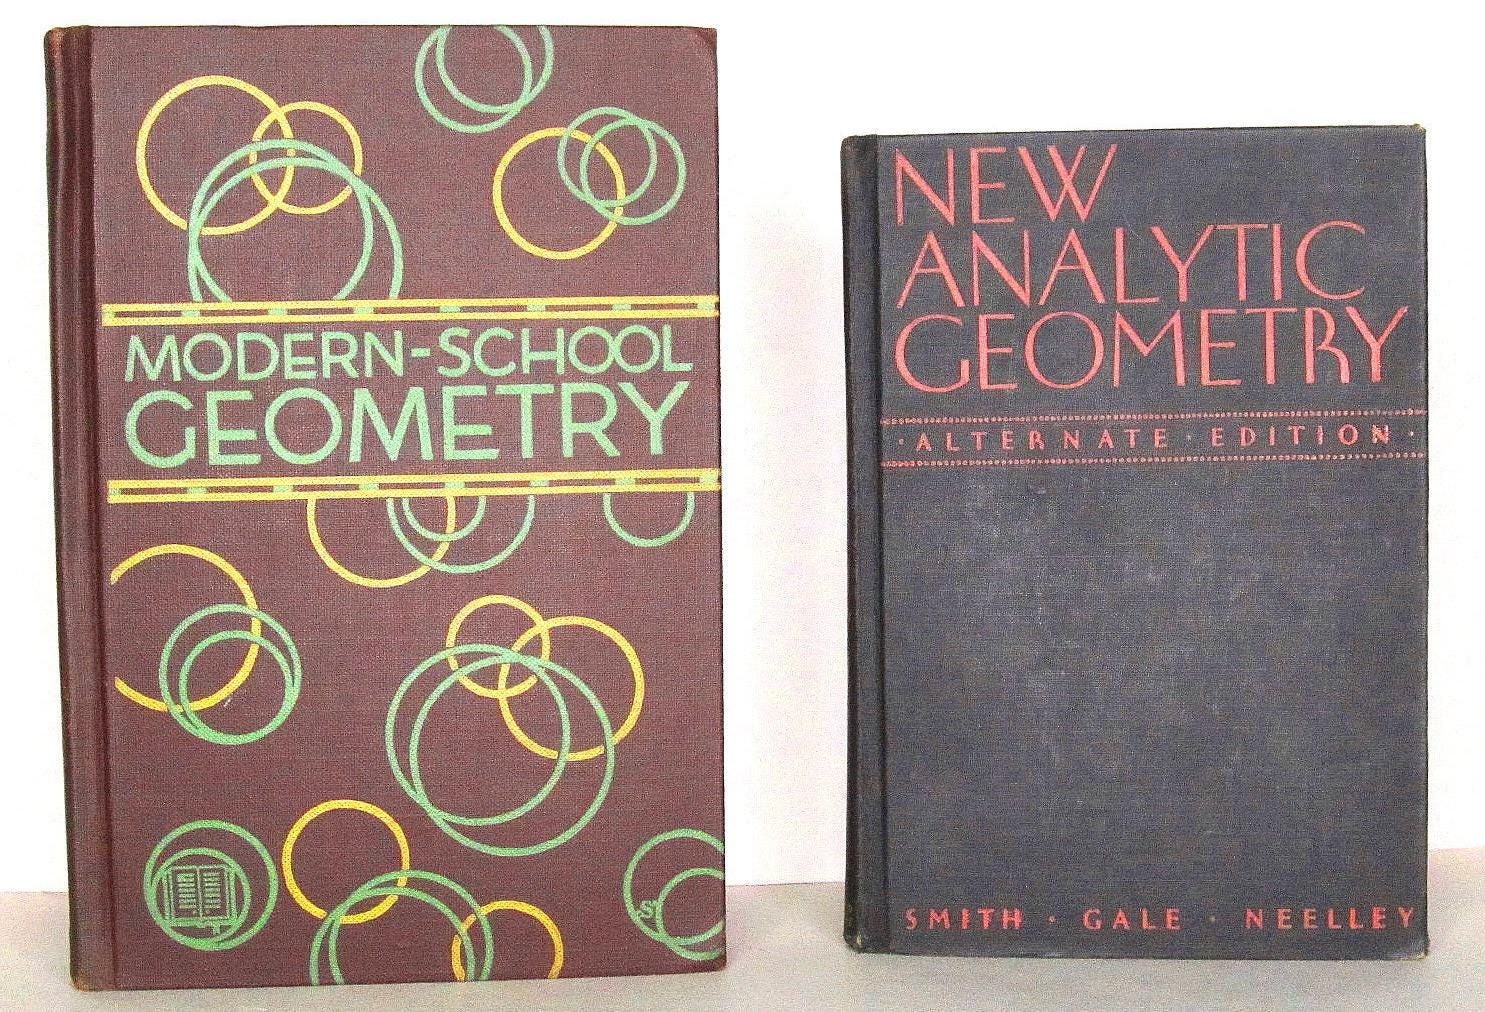 MODERN-SCHOOL
GEOMETRY
NEW
ANALYTIC
GEOMETRY
· ALTERNATE · EDITION ·
SMITH · GALE · NEELLEY